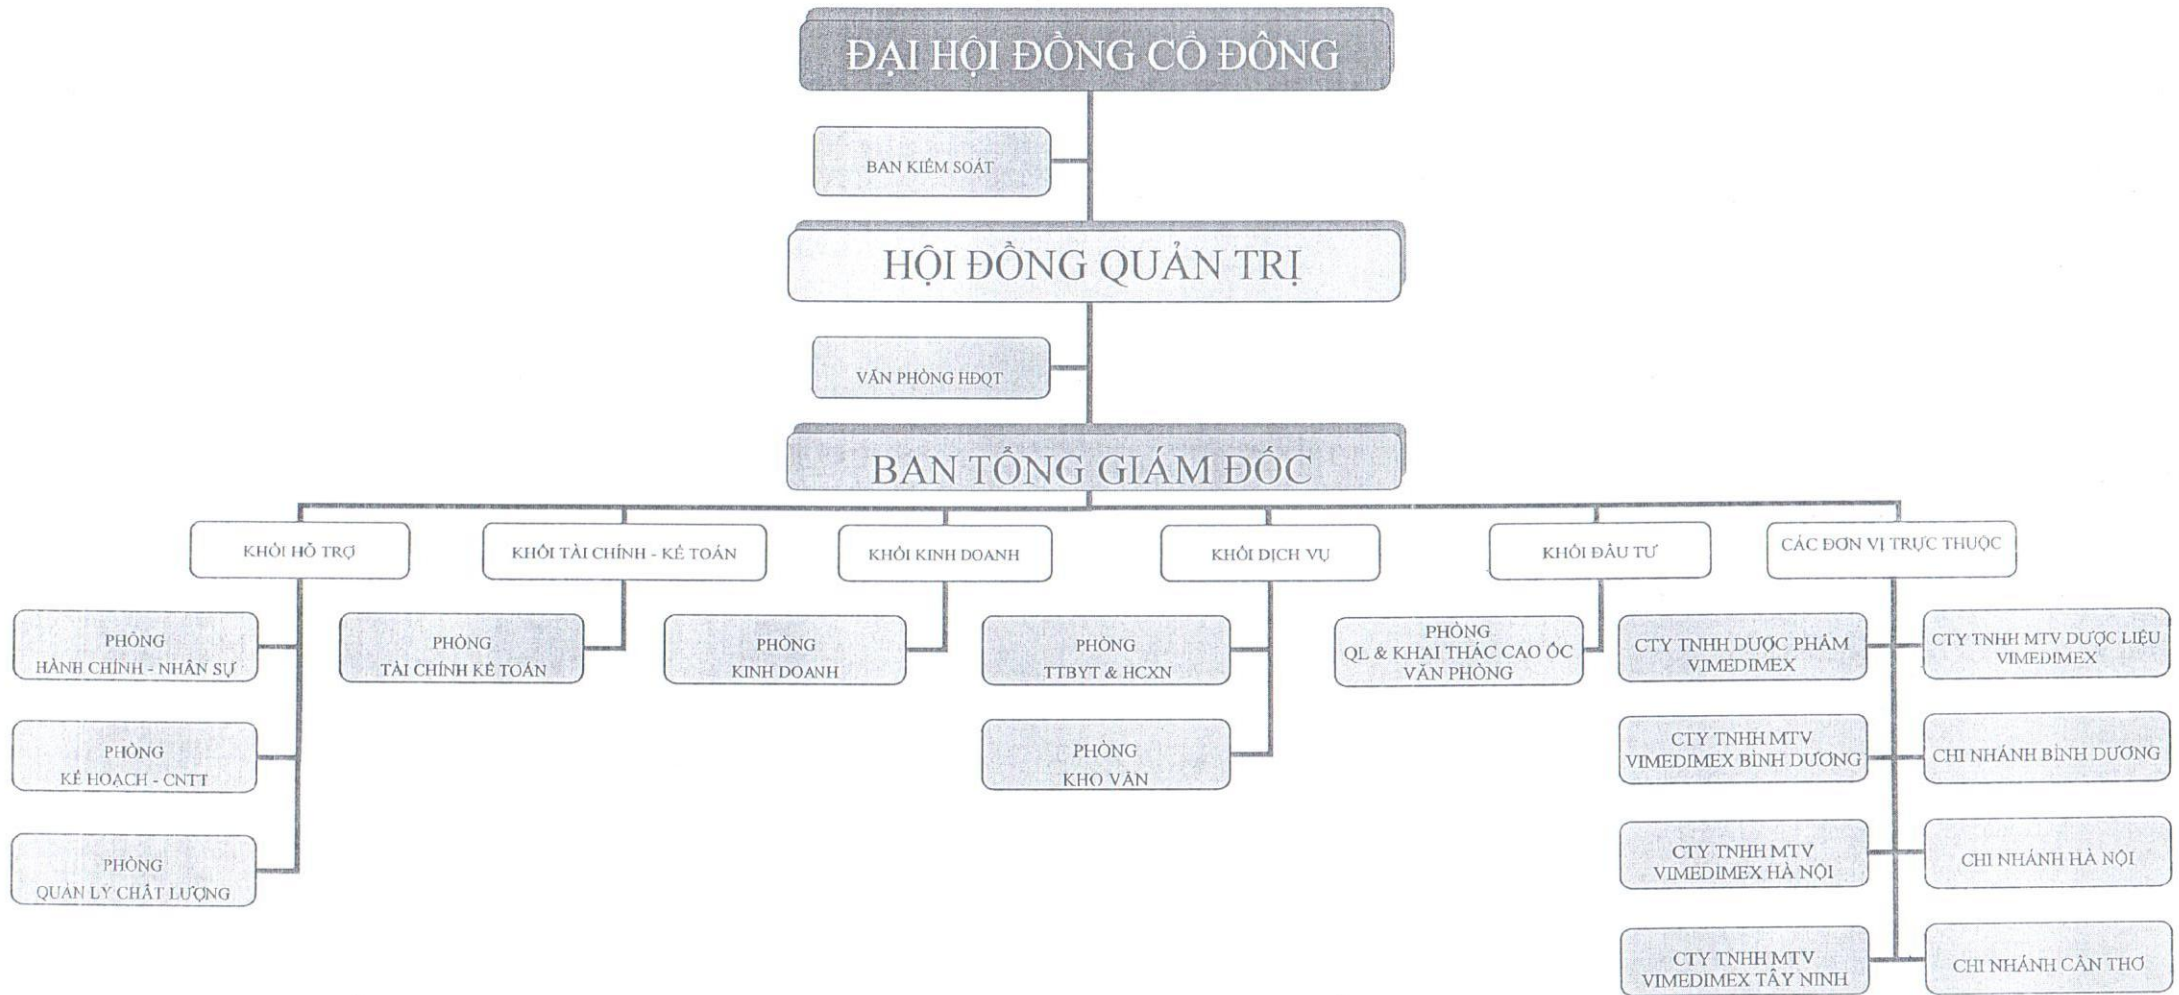 ĐẠI HỘI ĐỒNG CỔ ĐÔNG
BAN KIỂM SOÁT
HỘI ĐỒNG QUẢN TRỊ
VĂN PHÒNG HĐQT
BAN TỔNG GIÁM ĐỐC
KHỐI HỖ TRỢ
KHỐI TÀI CHÍNH - KẾ TOÁN
KHỐI KINH DOANH
KHỐI DỊCH VỤ
KHỐI ĐẦU TƯ
CÁC ĐƠN VỊ TRỰC THUỘC
PHÒNG
HÀNH CHÍNH - NHÂN SỰ
PHÒNG
KẾ HOẠCH - CNTT
PHÒNG
QUẢN LÝ CHẤT LƯỢNG
PHÒNG
TÀI CHÍNH KẾ TOÁN
PHÒNG
KINH DOANH
PHÒNG
TTBYT & HCXN
PHÒNG
KHO VẬN
PHÒNG
QL & KHAI THÁC CAO ỐC
VĂN PHÒNG
CTY TNHH DƯỢC PHẨM
VIMEDIMEX
CTY TNHH MTV DƯỢC LIỆU
VIMEDIMEX
CTY TNHH MTV
VIMEDIMEX BÌNH DƯƠNG
CHI NHÁNH BÌNH DƯƠNG
CTY TNHH MTV
VIMEDIMEX HÀ NỘI
CHI NHÁNH HÀ NỘI
CTY TNHH MTV
VIMEDIMEX TÂY NINH
CHI NHÁNH CẦN THƠ